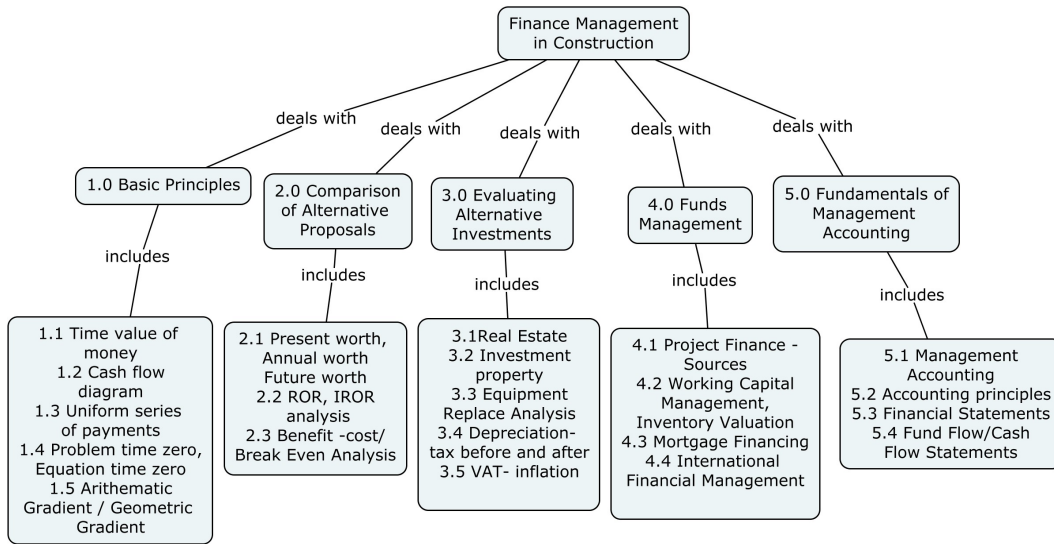 Finance Management
in Construction
deals with
deals with
deals with
deals with
deals with
1.0 Basic Principles
2.0 Comparison
of Alternative
Proposals
3.0 Evaluating
Alternative
Investments
4.0 Funds
Management
5.0 Fundamentals of
Management
Accounting
includes
includes
includes
includes
includes
1.1 Time value of
money
1.2 Cash flow
diagram
1.3 Uniform series
of payments
1.4 Problem time zero,
Equation time zero
1.5 Arithematic
Gradient / Geometric
Gradient
2.1 Present worth,
Annual worth
Future worth
2.2 ROR, IROR
analysis
2.3 Benefit -cost/
Break Even Analysis
3.1Real Estate
3.2 Investment
property
3.3 Equipment
Replace Analysis
3.4 Depreciation-
tax before and after
3.5 VAT- inflation
4.1 Project Finance -
Sources
4.2 Working Capital
Management,
Inventory Valuation
4.3 Mortgage Financing
4.4 International
Financial Management
5.1 Management
Accounting
5.2 Accounting principles
5.3 Financial Statements
5.4 Fund Flow/Cash
Flow Statements